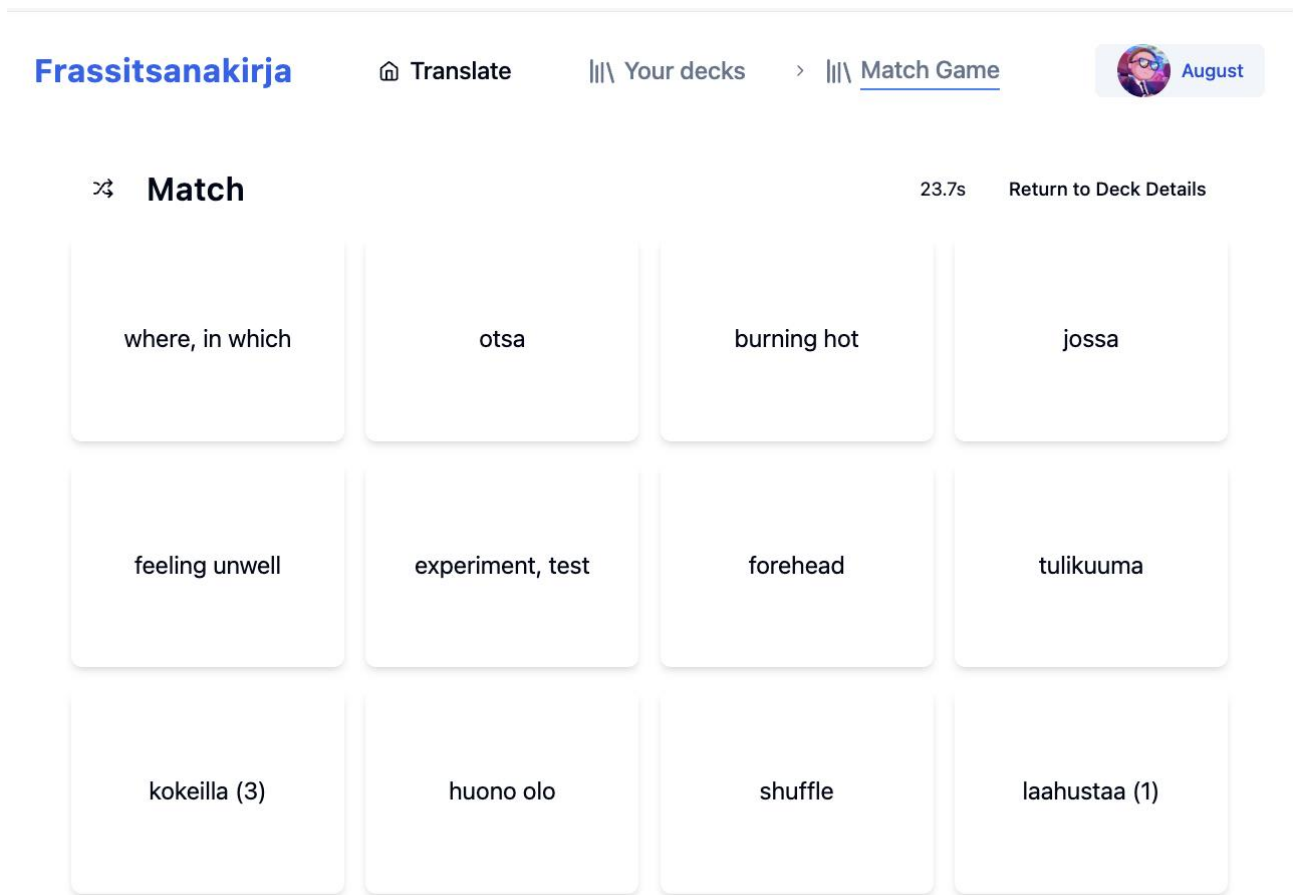 Frassitsanakirja Translate Your decks > Match Game August
Match 23.7s Return to Deck Details
where, in which otsa burning hot jossa
feeling unwell experiment, test forehead tulikuuma
kokeilla (3) huono olo shuffle laahustaa (1)